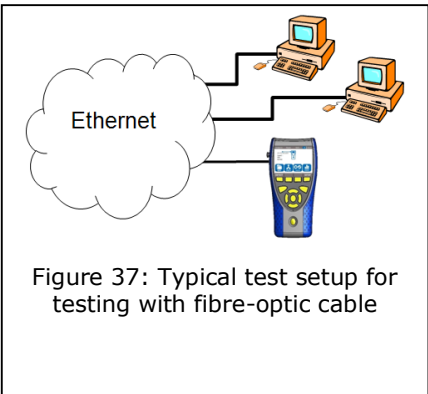 Ethernet
Figure 37: Typical test setup for
testing with fibre-optic cable